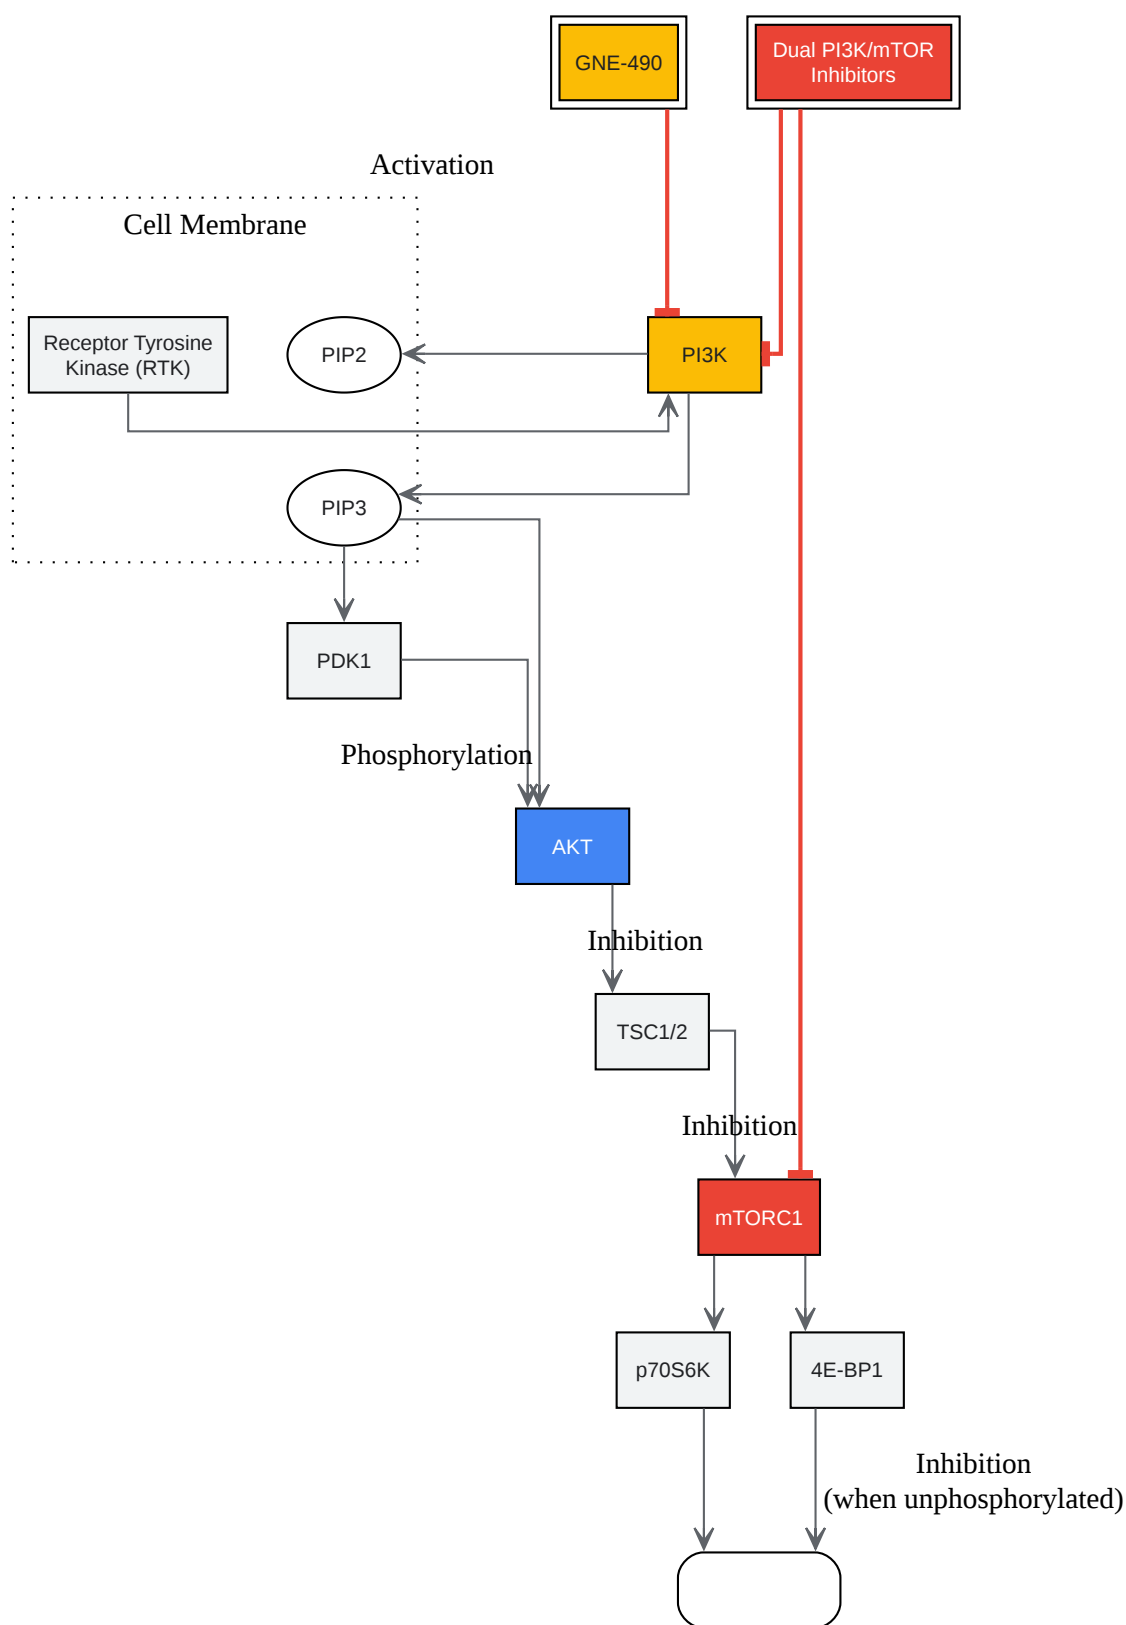 GNE-490
Dual PI3K/mTOR
Inhibitors
Activation
Cell Membrane
Receptor Tyrosine
Kinase (RTK)
PIP2
PI3K
PIP3
PDK1
Phosphorylation
AKT
Inhibition
TSC1/2
Inhibition
mTORC1
p70S6K
4E-BP1
Inhibition
(when unphosphorylated)